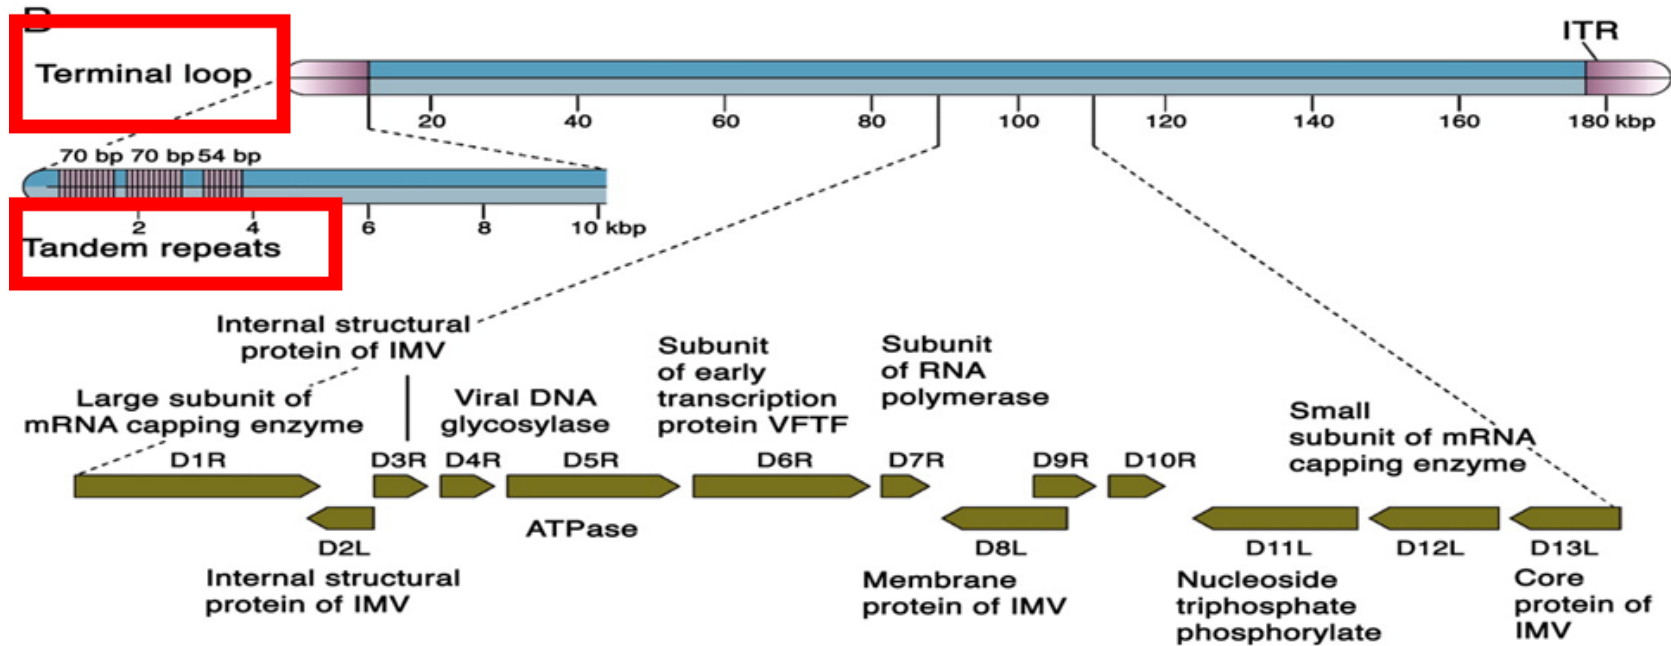 B
Terminal loop
ITR
20 40 60 80 100 120 140 160 180 kbp
70 bp 70 bp 54 bp
2 4 6 8 10 kbp
Tandem repeats
Internal structural
protein of IMV
Large subunit of
mRNA capping enzyme
Viral DNA
glycosylase
Subunit
of early
transcription
protein VFTF
Subunit
of RNA
polymerase
Small
subunit of mRNA
capping enzyme
D1R D3R D4R D5R D6R D7R D9R D10R
ATPase
D2L D8L D11L D12L D13L
Internal structural
protein of IMV
Membrane
protein of IMV
Nucleoside
triphosphate
phosphorylate
Core
protein of
IMV